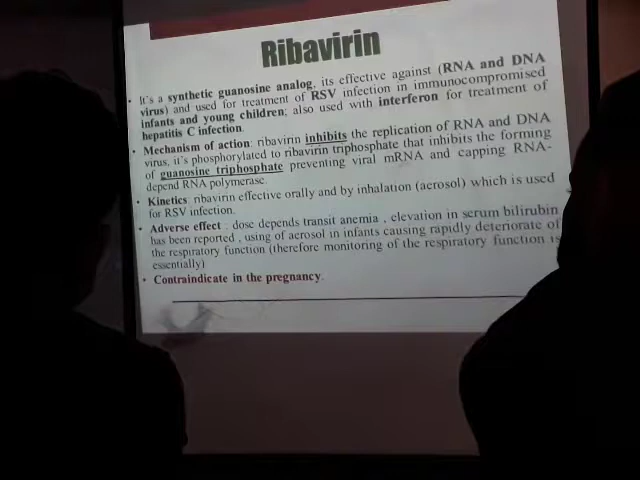 Ribavirin
• It's a synthetic guanosine analog, its effective against (RNA and DNA
virus) and used for treatment of RSV infection in immunocompromised
infants and young children; also used with interferon for treatment of
hepatitis C infection.
• Mechanism of action: ribavirin inhibits the replication of RNA and DNA
virus, it's phosphorylated to ribavirin triphosphate that inhibits the forming
of guanosine triphosphate preventing viral mRNA and capping RNA-
depend RNA polymerase.
• Kinetics: ribavirin effective orally and by inhalation (aerosol) which is used
for RSV infection.
• Adverse effect : dose depends transit anemia , elevation in serum bilirubin
has been reported , using of aerosol in infants causing rapidly deteriorate of
the respiratory function (therefore monitoring of the respiratory function is
essentially)
• Contraindicate in the pregnancy.